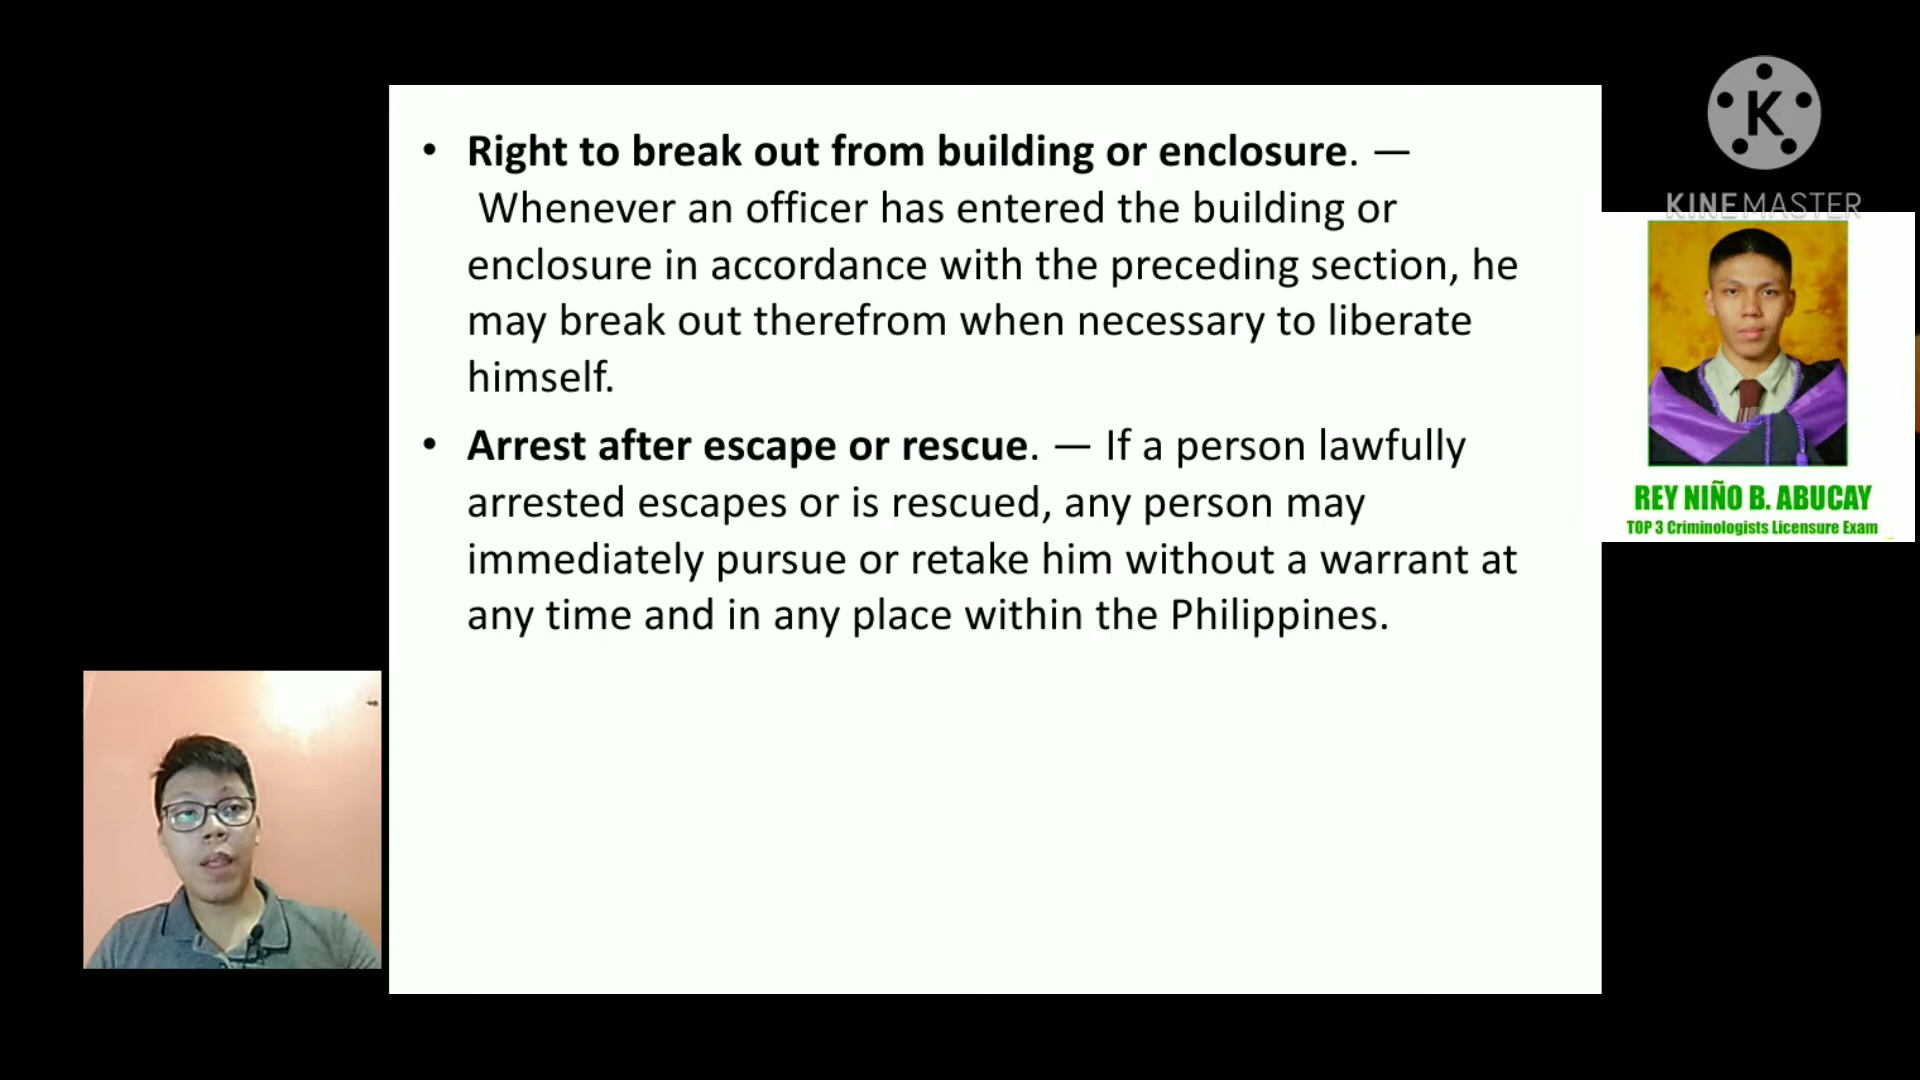 • Right to break out from building or enclosure. —
Whenever an officer has entered the building or
enclosure in accordance with the preceding section, he
may break out therefrom when necessary to liberate
himself.
• Arrest after escape or rescue. — If a person lawfully
arrested escapes or is rescued, any person may
immediately pursue or retake him without a warrant at
any time and in any place within the Philippines.
K
KINEMASTER
REY NIÑO B. ABUCAY
TOP 3 Criminologists Licensure Exam